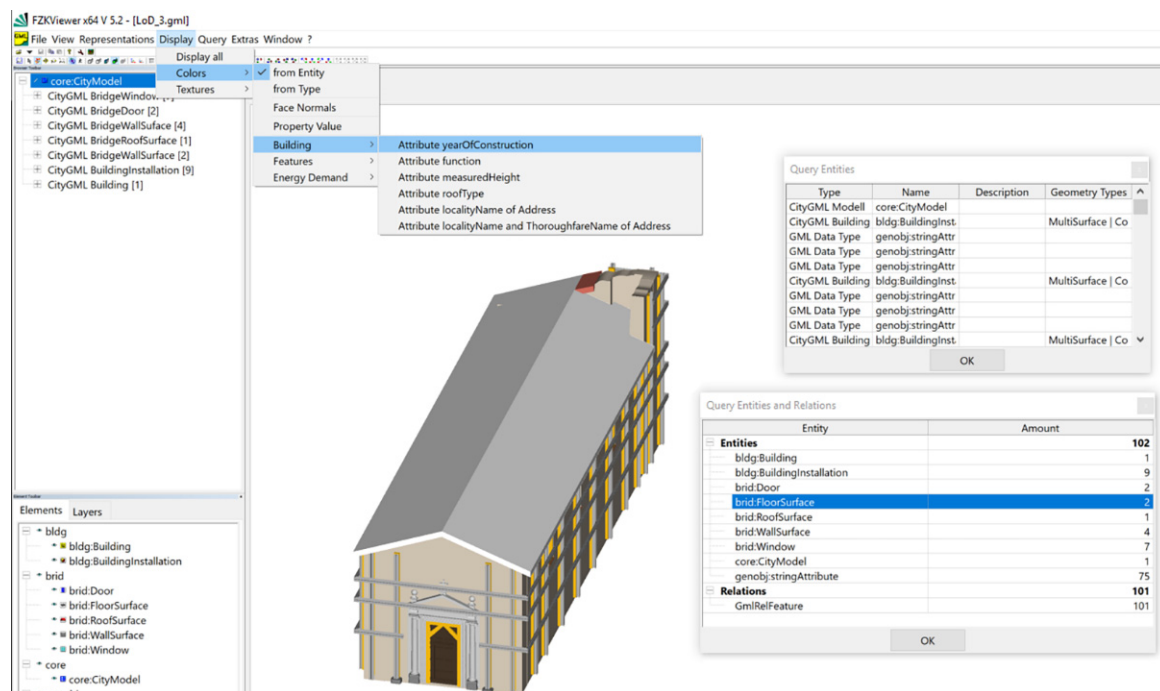 FZKViewer x64 V 5.2 - [LoD_3.gml]
File View Representations Display Query Extras Window ?
Display all
Colors
Textures
from Entity
from Type
Face Normals
Property Value
Building
Features
Energy Demand
Attribute yearOfConstruction
Attribute function
Attribute measuredHeight
Attribute roofType
Attribute localityName of Address
Attribute localityName and ThoroughfareName of Address
core:CityModel
CityGML BridgeWindow
CityGML BridgeDoor [2]
CityGML BridgeWallSuface [4]
CityGML BridgeRoofSurface [1]
CityGML BridgeWallSurface [2]
CityGML BuildingInstallation [9]
CityGML Building [1]
Query Entities
Type Name Description Geometry Types
CityGML Modell core:CityModel
CityGML Building bldg:BuildingInst. MultiSurface | Co
GML Data Type genobj:stringAttr
GML Data Type genobj:stringAttr
GML Data Type genobj:stringAttr
CityGML Building bldg:BuildingInst. MultiSurface | Co
GML Data Type genobj:stringAttr
GML Data Type genobj:stringAttr
GML Data Type genobj:stringAttr
CityGML Building bldg:BuildingInst. MultiSurface | Co
OK
Query Entities and Relations
Entity Amount
Entities 102
bldg:Building 1
bldg:BuildingInstallation 9
brid:Door 2
brid:FloorSurface 2
brid:RoofSurface 1
brid:WallSurface 4
brid:Window 7
core:CityModel 1
genobj:stringAttribute 75
Relations 101
GmlRelFeature 101
OK
Elements Layers
bldg
bldg:Building
bldg:BuildingInstallation
brid
brid:Door
brid:FloorSurface
brid:RoofSurface
brid:WallSurface
brid:Window
core
core:CityModel